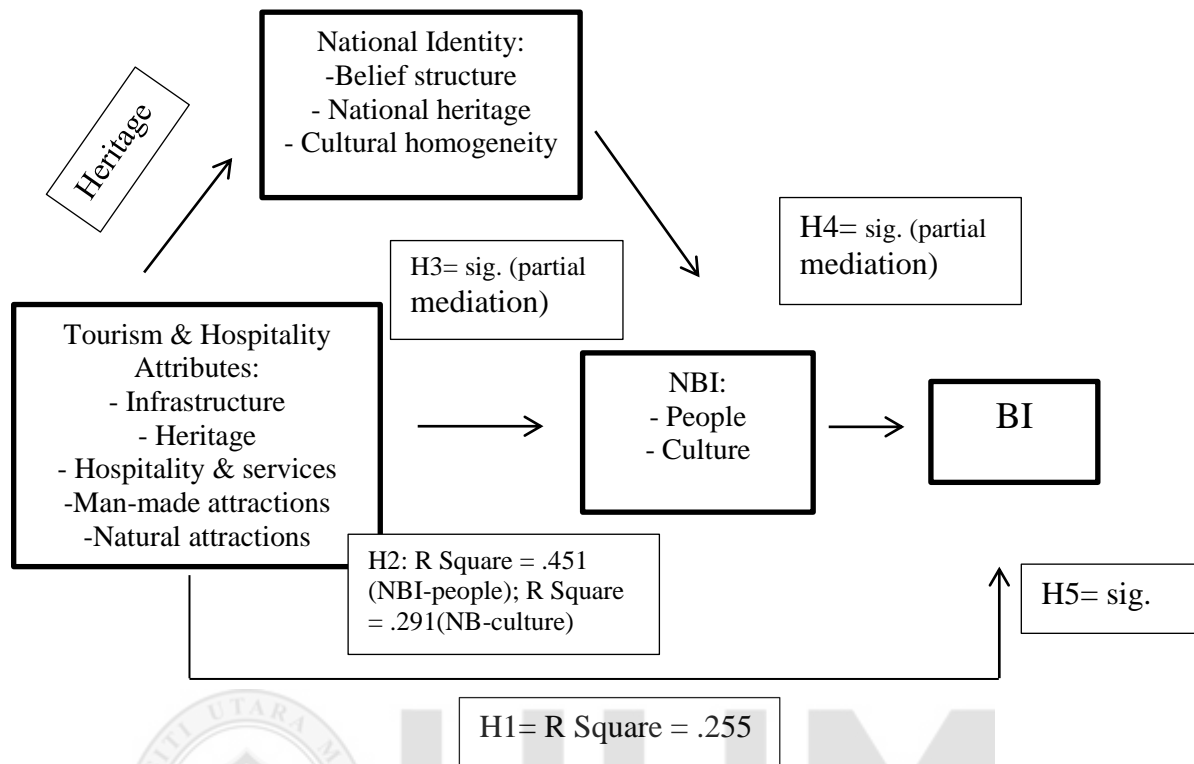 National Identity:
-Belief structure
- National heritage
- Cultural homogeneity
Heritage
H4= sig. (partial
mediation)
H3= sig. (partial
mediation)
Tourism & Hospitality
Attributes:
- Infrastructure
- Heritage
- Hospitality & services
-Man-made attractions
-Natural attractions
NBI:
- People
- Culture
BI
H2: R Square = .451
(NBI-people); R Square
= .291(NB-culture)
H5= sig.
H1= R Square = .255
UTARA
UUM